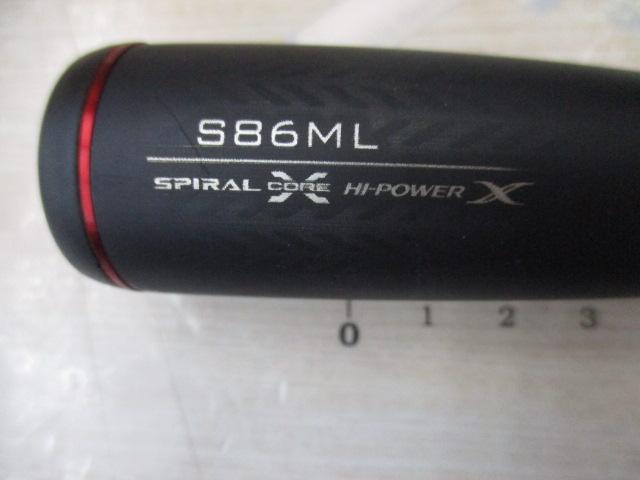 S86ML
SPIRAL X CORE HI-POWER X
0 1 2 3